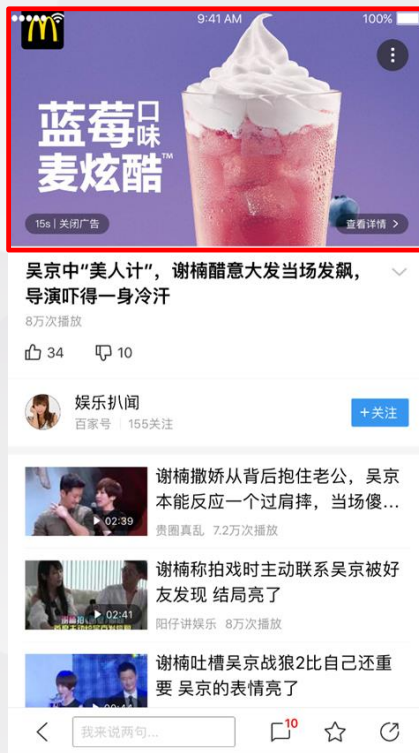 9:41 AM
100%
蓝莓口味
麦炫酷™
15s | 关闭广告
查看详情 >
吴京中“美人计”，谢楠醋意大发当场发飙，
导演吓得一身冷汗
8万次播放
34
10
娱乐扒闻
百家号 | 155关注
+关注
谢楠撒娇从背后抱住老公，吴京
本能反应一个过肩摔，当场傻...
02:39
贵圈真乱 7.2万次播放
谢楠称拍戏时主动联系吴京被好
友发现 结局亮了
02:41
阳仔讲娱乐 8万次播放
谢楠吐槽吴京战狼2比自己还重
要 吴京的表情亮了
我来说两句...
10